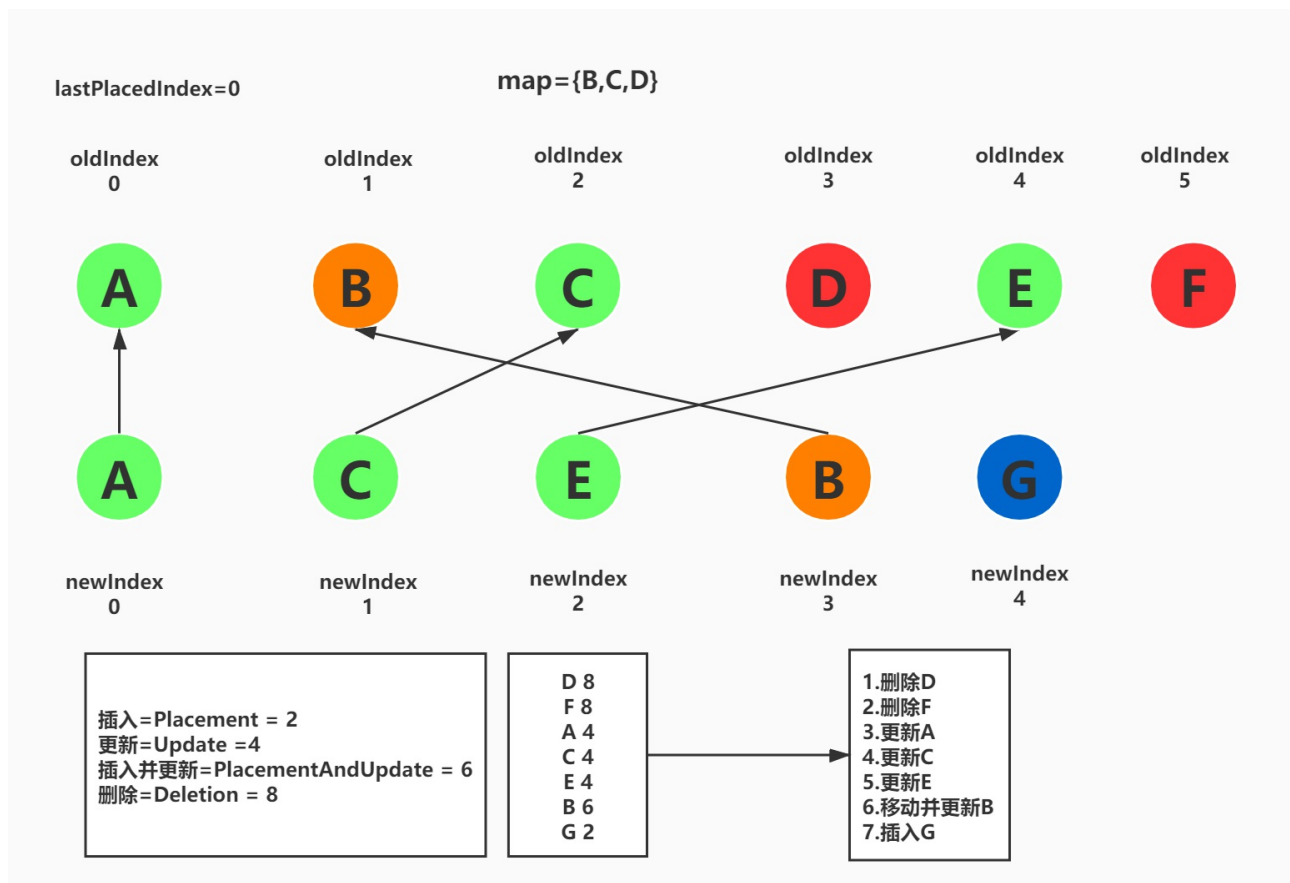 lastPlacedIndex=0
map={B,C,D}
oldIndex
0
oldIndex
1
oldIndex
2
oldIndex
3
oldIndex
4
oldIndex
5
A
B
C
D
E
F
A
C
E
B
G
newIndex
0
newIndex
1
newIndex
2
newIndex
3
newIndex
4
插入=Placement = 2
更新=Update =4
插入并更新=PlacementAndUpdate = 6
删除=Deletion = 8
D 8
F 8
A 4
C 4
E 4
B 6
G 2
1.删除D
2.删除F
3.更新A
4.更新C
5.更新E
6.移动并更新B
7.插入G